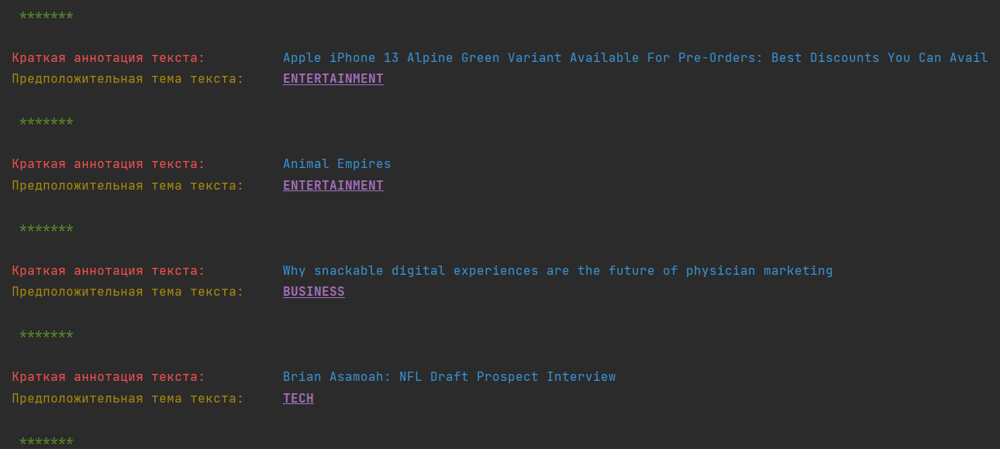 *******
Краткая аннотация текста: Apple iPhone 13 Alpine Green Variant Available For Pre-Orders: Best Discounts You Can Avail
Предположительная тема текста: ENTERTAINMENT
*******
Краткая аннотация текста: Animal Empires
Предположительная тема текста: ENTERTAINMENT
*******
Краткая аннотация текста: Why snackable digital experiences are the future of physician marketing
Предположительная тема текста: BUSINESS
*******
Краткая аннотация текста: Brian Asamoah: NFL Draft Prospect Interview
Предположительная тема текста: TECH
*******